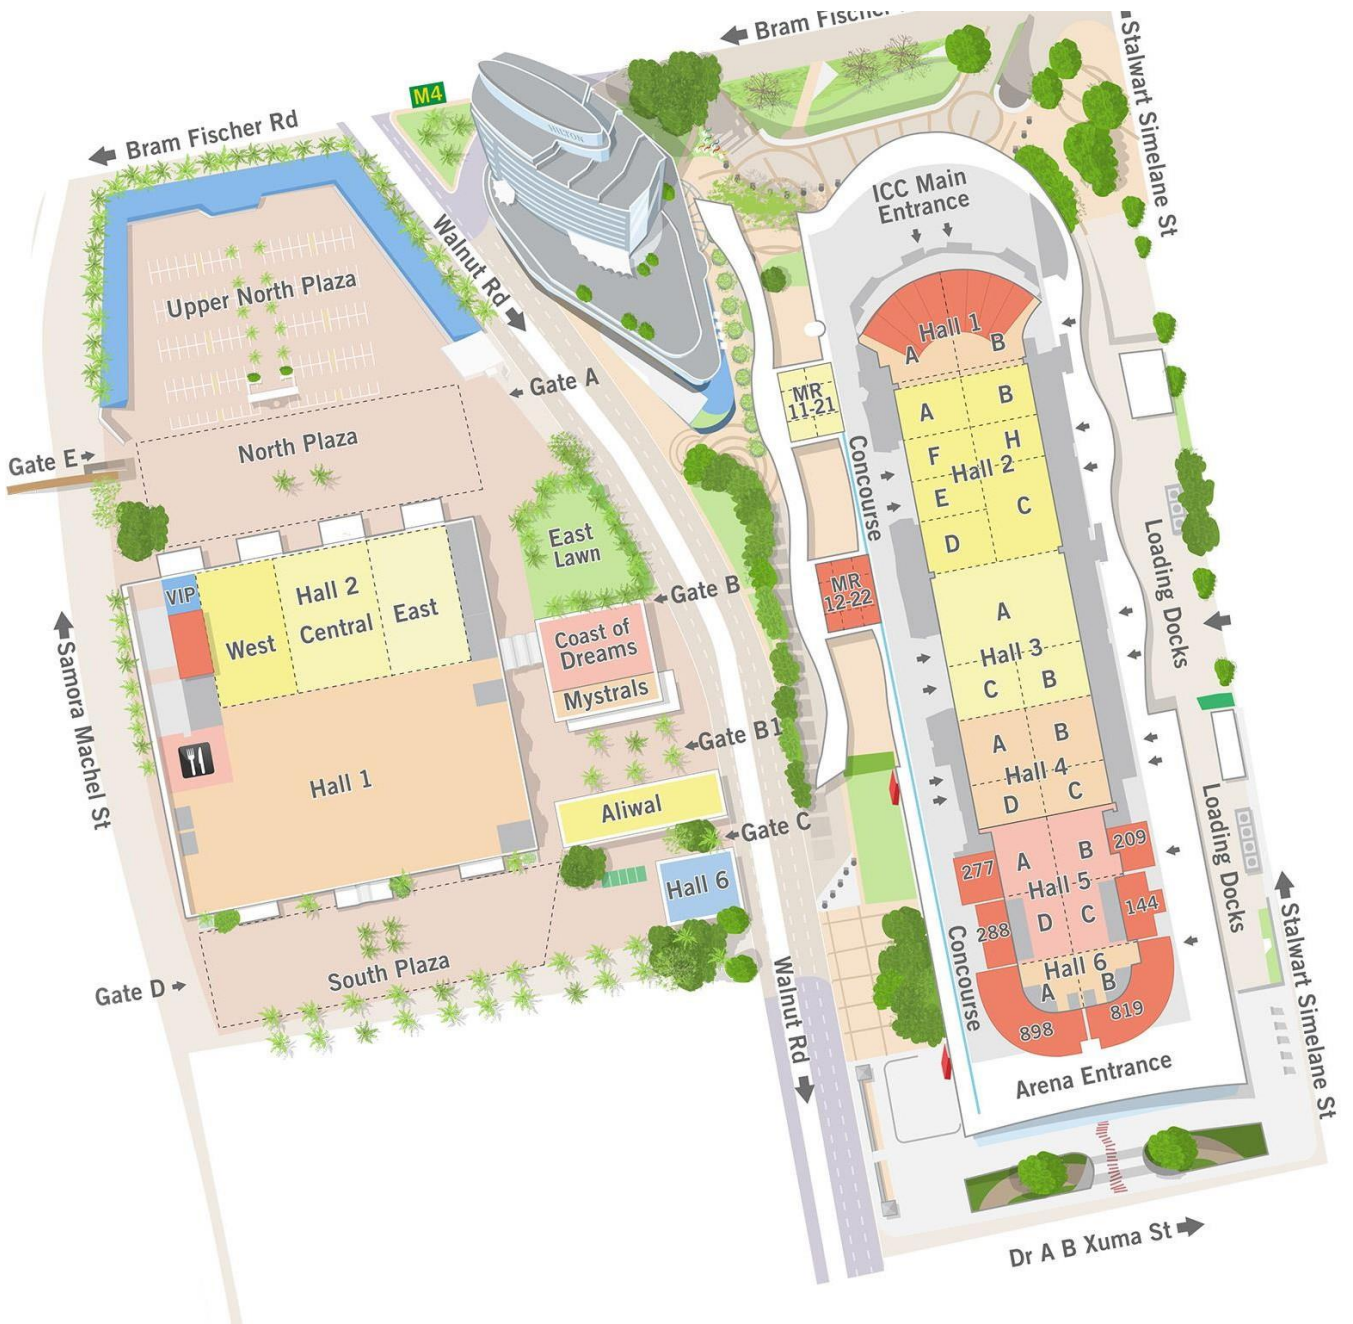 Bram Fischer
Stalwart Simelane St
M4
HILTON
Bram Fischer Rd
Walnut Rd
ICC Main
Entrance
Upper North Plaza
Hall 1
A
B
Gate A
MR
11-21
A
B
F
H
Hall 2
E
C
D
North Plaza
Gate E
Concourse
East
Lawn
Loading Docks
VIP
Hall 2
West
Central
East
Gate B
MR
12-22
A
Hall 3
C
B
Coast of
Dreams
Mystrals
Samora Machel St
Gate B1
A
B
Hall 4
D
C
Hall 1
Aliwal
Gate C
Loading Docks
277
A
B
209
Hall 5
288
D
C
144
Hall 6
Hall 6
A
B
898
819
Concourse
South Plaza
Gate D
Walnut Rd
Stalwart Simelane St
Arena Entrance
Dr A B Xuma St